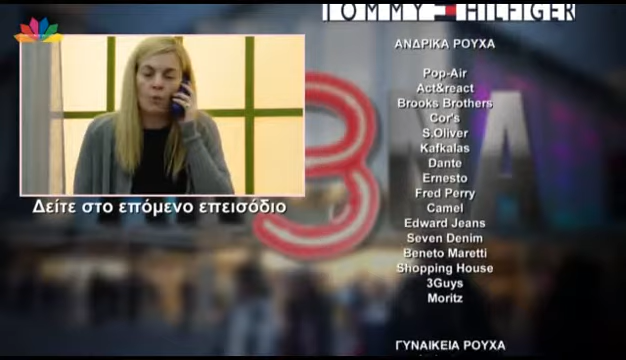 TOMMY HILFIGER
ΑΝΔΡΙΚΑ ΡΟΥΧΑ
Pop-Air
Act&react
Brooks Brothers
Cor's
S.Oliver
Kafkalas
Dante
Ernesto
Fred Perry
Camel
Edward Jeans
Seven Denim
Beneto Maretti
Shopping House
3Guys
Moritz
ΓΥΝΑΙΚΕΙΑ ΡΟΥΧΑ
Δείτε στο επόμενο επεισόδιο